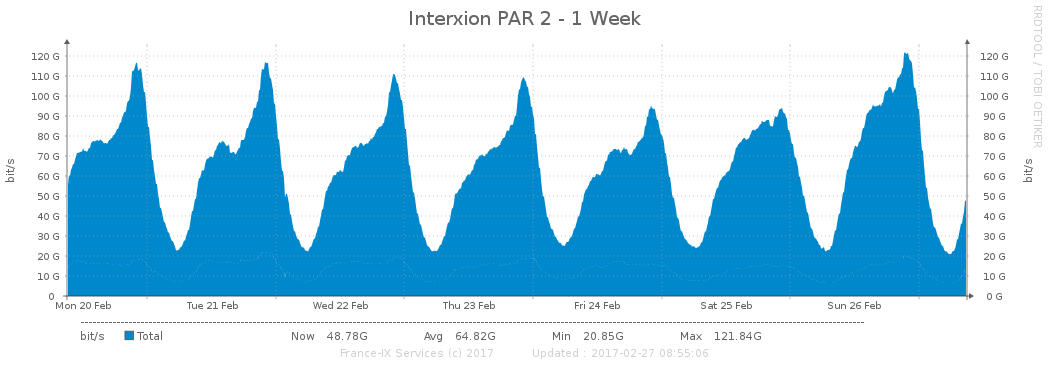 Interxion PAR 2 - 1 Week
RRDTOOL / TOBI OETIKER
120 G 120 G
110 G 110 G
100 G 100 G
90 G 90 G
80 G 80 G
70 G 70 G
bit/s bit/s
60 G 60 G
50 G 50 G
40 G 40 G
30 G 30 G
20 G 20 G
10 G 10 G
0 0 G
Mon 20 Feb Tue 21 Feb Wed 22 Feb Thu 23 Feb Fri 24 Feb Sat 25 Feb Sun 26 Feb
bit/s Total Now 48.78G Avg 64.82G Min 20.85G Max 121.84G
France-IX Services (c) 2017 Updated : 2017-02-27 08:55:06